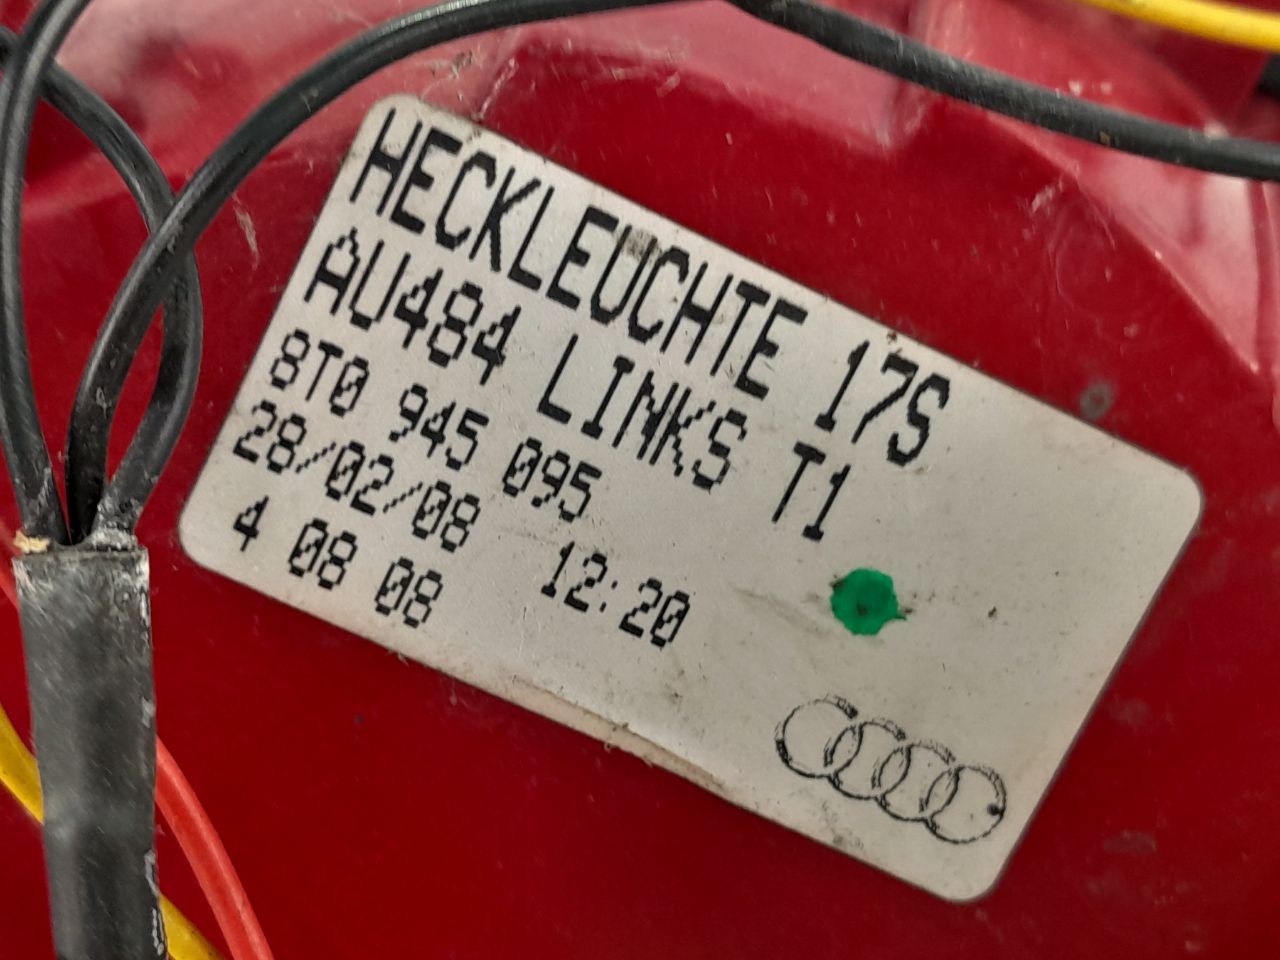 HECKLEUCHTE 17S
AU484 LINKS T1
8T0 945 095
28/02/08 12:20
4 08 08